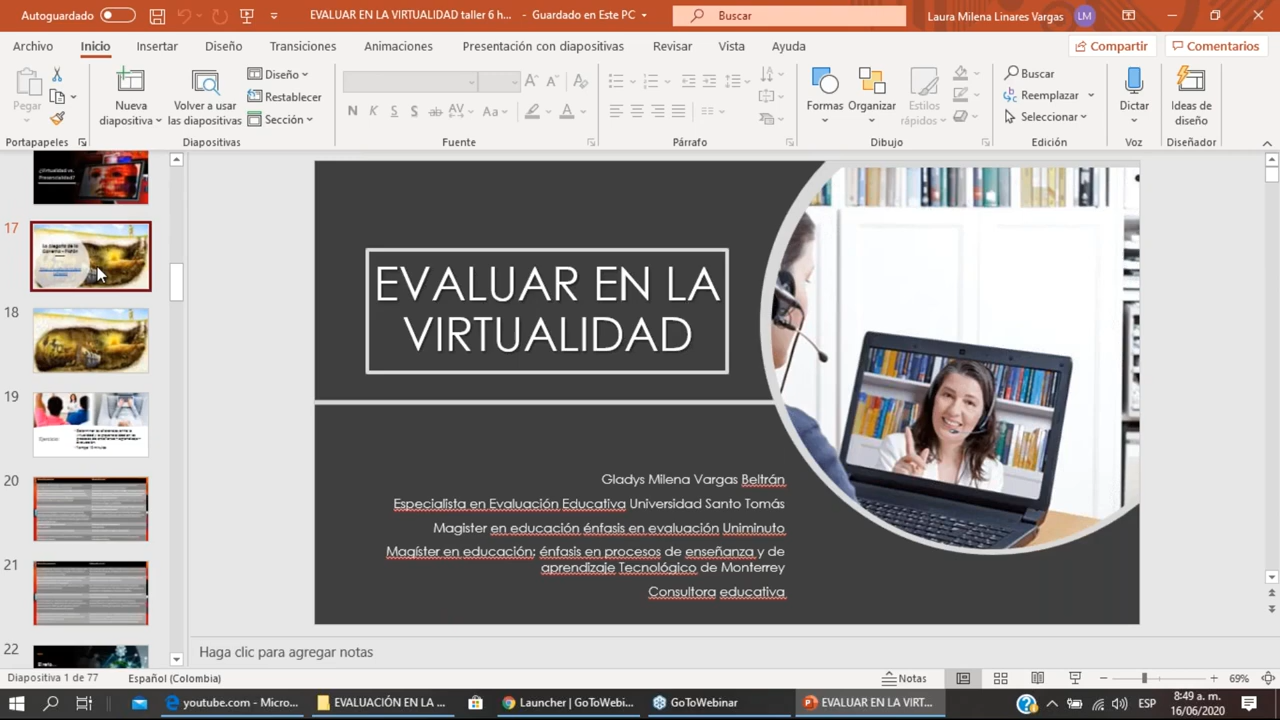 Autoguardado
EVALUAR EN LA VIRTUALIDAD taller 6 h... - Guardado en Este PC
Buscar
Laura Milena Linares Vargas
LM
Archivo
Inicio
Insertar
Diseño
Transiciones
Animaciones
Presentación con diapositivas
Revisar
Vista
Ayuda
Compartir
Comentarios
Pegar
Nueva diapositiva
Volver a usar las diapositivas
Diseño
Restablecer
Sección
N K S S ab AV Aa A
Formas
Organizar
Estilos rápidos
Buscar
Reemplazar
Seleccionar
Dictar
Ideas de diseño
Portapapeles
Diapositivas
Fuente
Párrafo
Dibujo
Edición
Voz
Diseñador
¿Virtualidad vs. Presencialidad?
17
18
19
Ejercicio
20
21
22
EVALUAR EN LA
VIRTUALIDAD
Gladys Milena Vargas Beltrán
Especialista en Evaluación Educativa Universidad Santo Tomás
Magister en educación énfasis en evaluación Uniminuto
Magíster en educación; énfasis en procesos de enseñanza y de
aprendizaje Tecnológico de Monterrey
Consultora educativa
Haga clic para agregar notas
Diapositiva 1 de 77
Español (Colombia)
Notas
69%
youtube.com - Micro...
EVALUACIÓN EN LA ...
Launcher | GoToWebi...
GoToWebinar
EVALUAR EN LA VIRT...
ESP
8:49 a. m.
16/06/2020